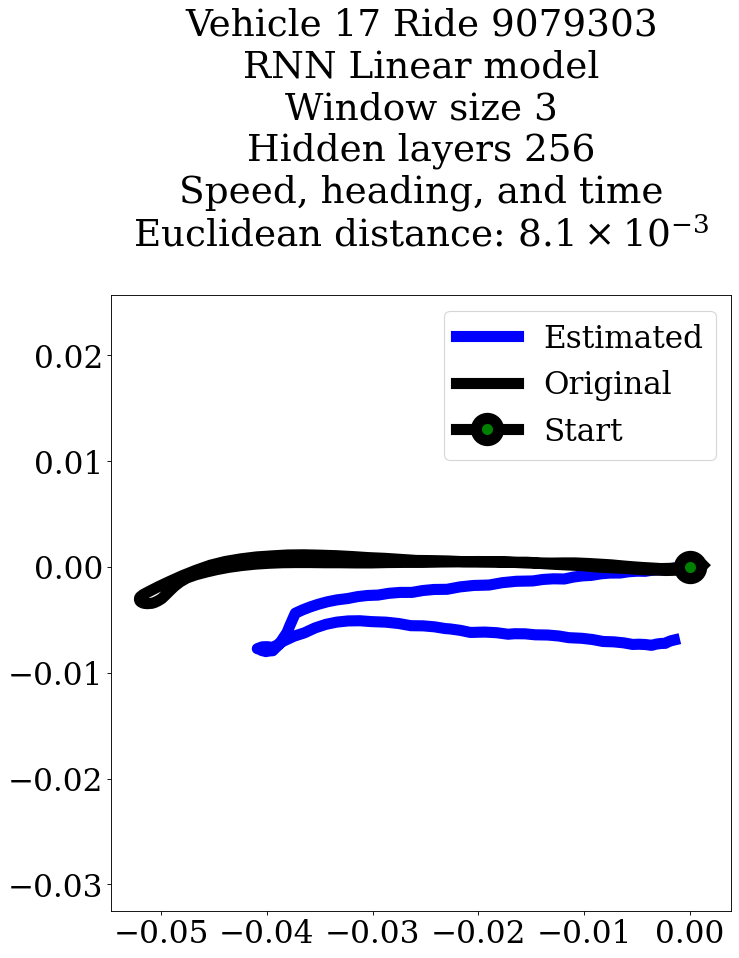 Vehicle 17 Ride 9079303
RNN Linear model
Window size 3
Hidden layers 256
Speed, heading, and time
Euclidean distance: 8.1 × 10⁻³
Estimated
Original
Start
0.02
0.01
0.00
−0.01
−0.02
−0.03
−0.05 −0.04 −0.03 −0.02 −0.01 0.00